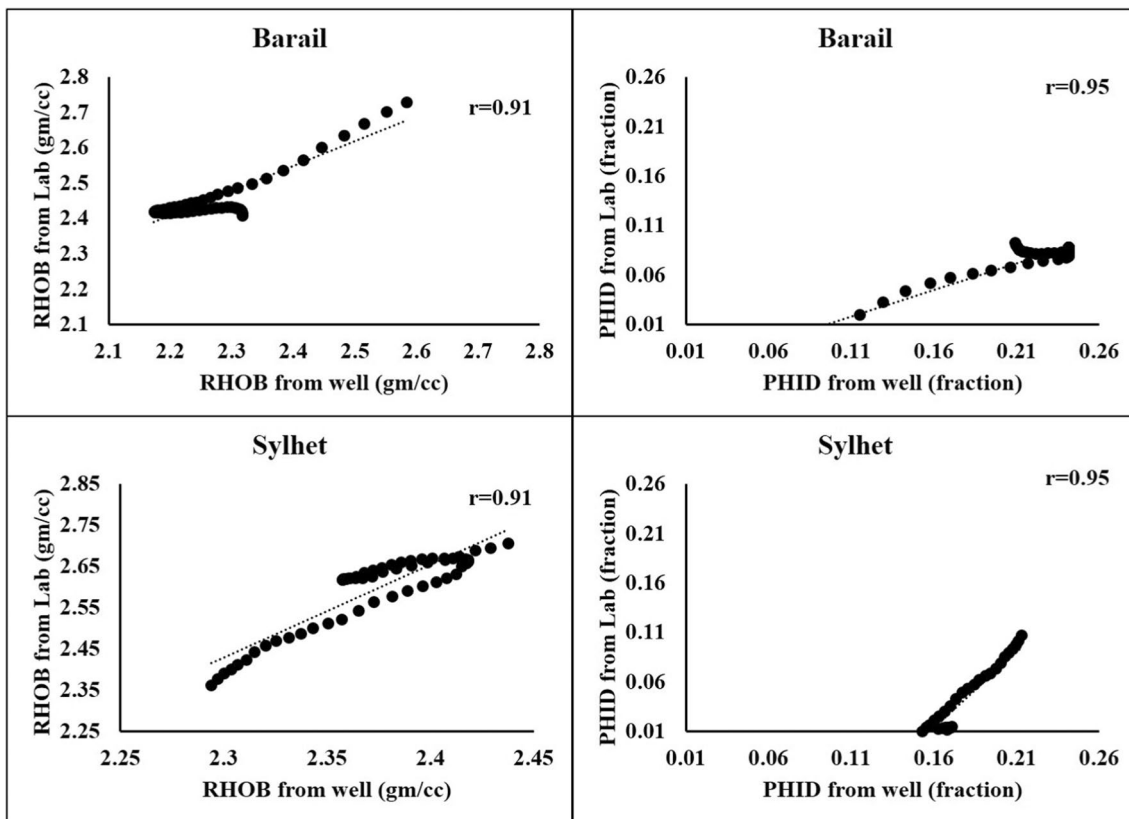 Barail
r=0.91
RHOB from Lab (gm/cc)
2.8
2.7
2.6
2.5
2.4
2.3
2.2
2.1
2.1 2.2 2.3 2.4 2.5 2.6 2.7 2.8
RHOB from well (gm/cc)
Barail
r=0.95
PHID from Lab (fraction)
0.26
0.21
0.16
0.11
0.06
0.01
0.01 0.06 0.11 0.16 0.21 0.26
PHID from well (fraction)
Sylhet
r=0.91
RHOB from Lab (gm/cc)
2.85
2.75
2.65
2.55
2.45
2.35
2.25
2.25 2.3 2.35 2.4 2.45
RHOB from well (gm/cc)
Sylhet
r=0.95
PHID from Lab (fraction)
0.26
0.21
0.16
0.11
0.06
0.01
0.01 0.06 0.11 0.16 0.21 0.26
PHID from well (fraction)